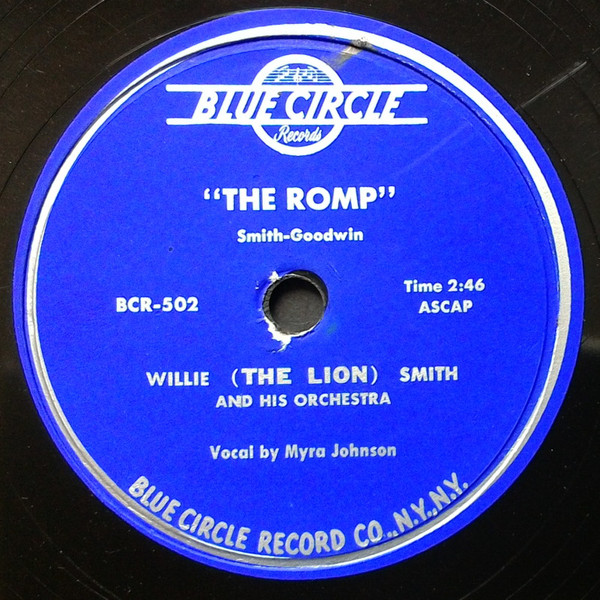 BLUE CIRCLE
Records
"THE ROMP"
Smith-Goodwin
BCR-502
Time 2:46
ASCAP
WILLIE (THE LION) SMITH
AND HIS ORCHESTRA
Vocal by Myra Johnson
BLUE CIRCLE RECORD CO., N.Y., N.Y.